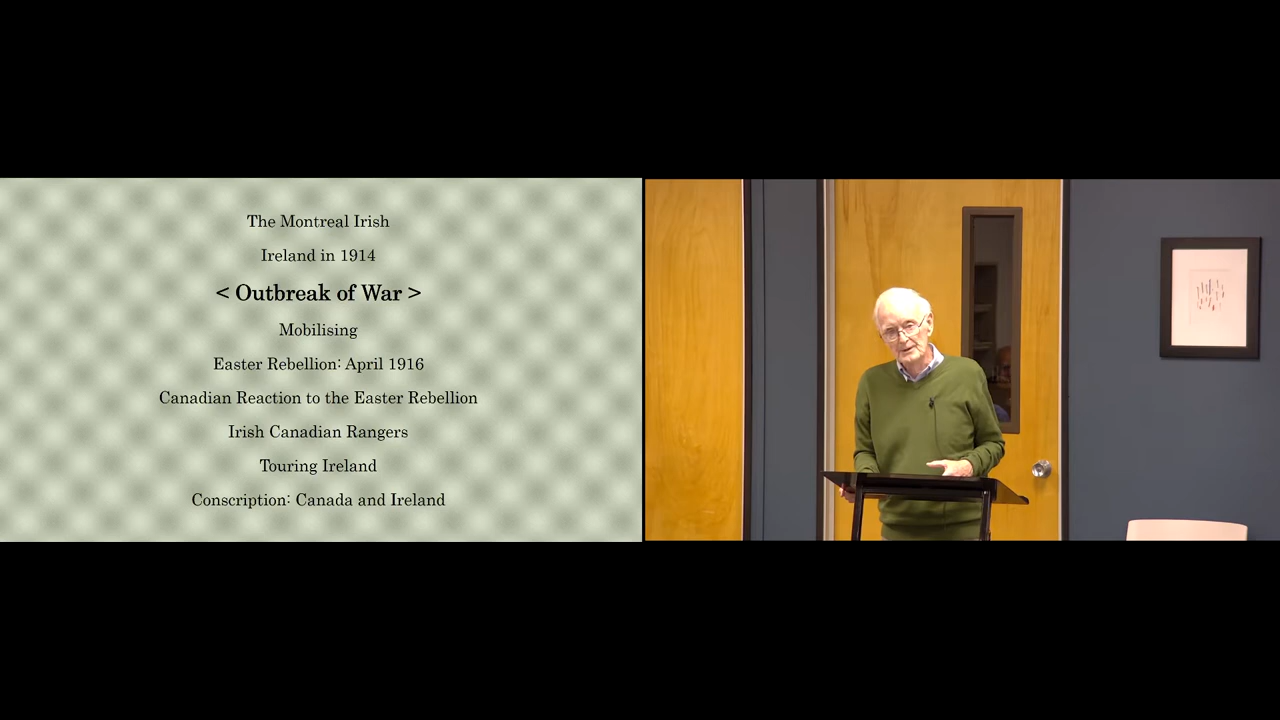 The Montreal Irish
Ireland in 1914
< Outbreak of War >
Mobilising
Easter Rebellion: April 1916
Canadian Reaction to the Easter Rebellion
Irish Canadian Rangers
Touring Ireland
Conscription: Canada and Ireland